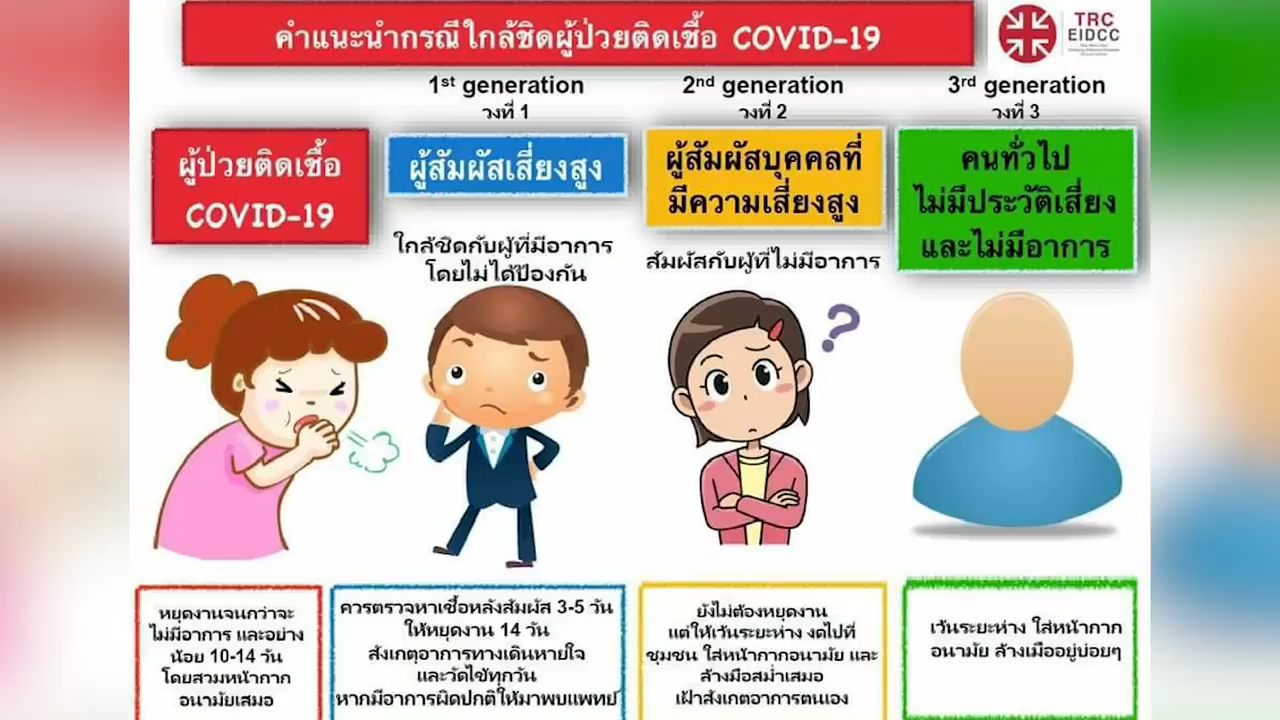 คำแนะนำกรณีใกล้ชิดผู้ป่วยติดเชื้อ COVID-19
TRC
EIDCC
1st generation
วงที่ 1
2nd generation
วงที่ 2
3rd generation
วงที่ 3
ผู้ป่วยติดเชื้อ
COVID-19
ผู้สัมผัสเสี่ยงสูง
ใกล้ชิดกับผู้ที่มีอาการ
โดยไม่ได้ป้องกัน
ผู้สัมผัสบุคคลที่
มีความเสี่ยงสูง
สัมผัสกับผู้ที่ไม่มีอาการ
คนทั่วไป
ไม่มีประวัติเสี่ยง
และไม่มีอาการ
?
หยุดงานจนกว่าจะ
ไม่มีอาการ และอย่าง
น้อย 10-14 วัน
โดยสวมหน้ากาก
อนามัยเสมอ
ควรตรวจหาเชื้อหลังสัมผัส 3-5 วัน
ให้หยุดงาน 14 วัน
สังเกตุอาการทางเดินหายใจ
และวัดไข้ทุกวัน
หากมีอาการผิดปกติให้มาพบแพทย์
ยังไม่ต้องหยุดงาน
แต่ให้เว้นระยะห่าง งดไปที่
ชุมชน ใส่หน้ากากอนามัย และ
ล้างมือสม่ำเสมอ
เฝ้าสังเกตอาการตนเอง
เว้นระยะห่าง ใส่หน้ากาก
อนามัย ล้างมืออยู่บ่อยๆ